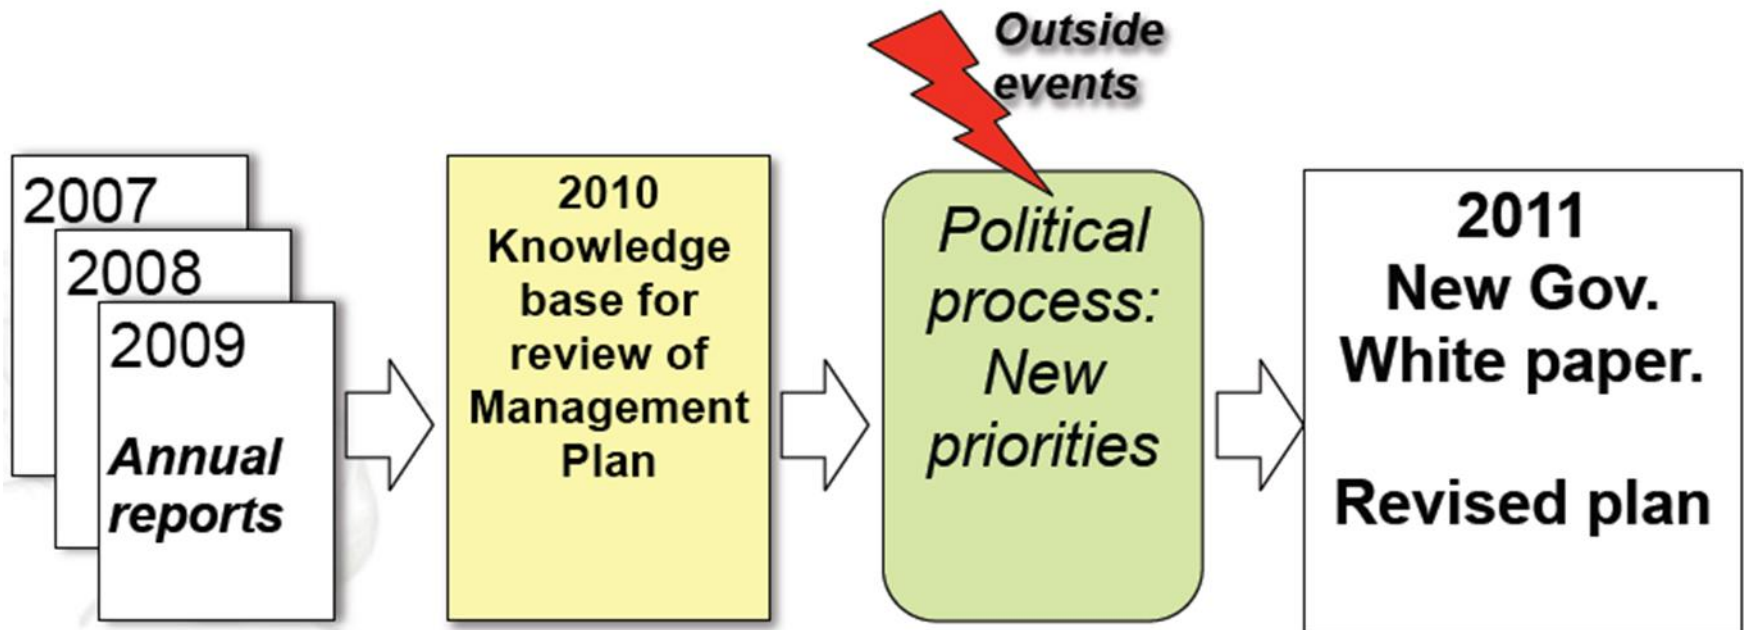 Outside
events
2007
2008
2009
Annual
reports
2010
Knowledge
base for
review of
Management
Plan
Political
process:
New
priorities
2011
New Gov.
White paper.
Revised plan